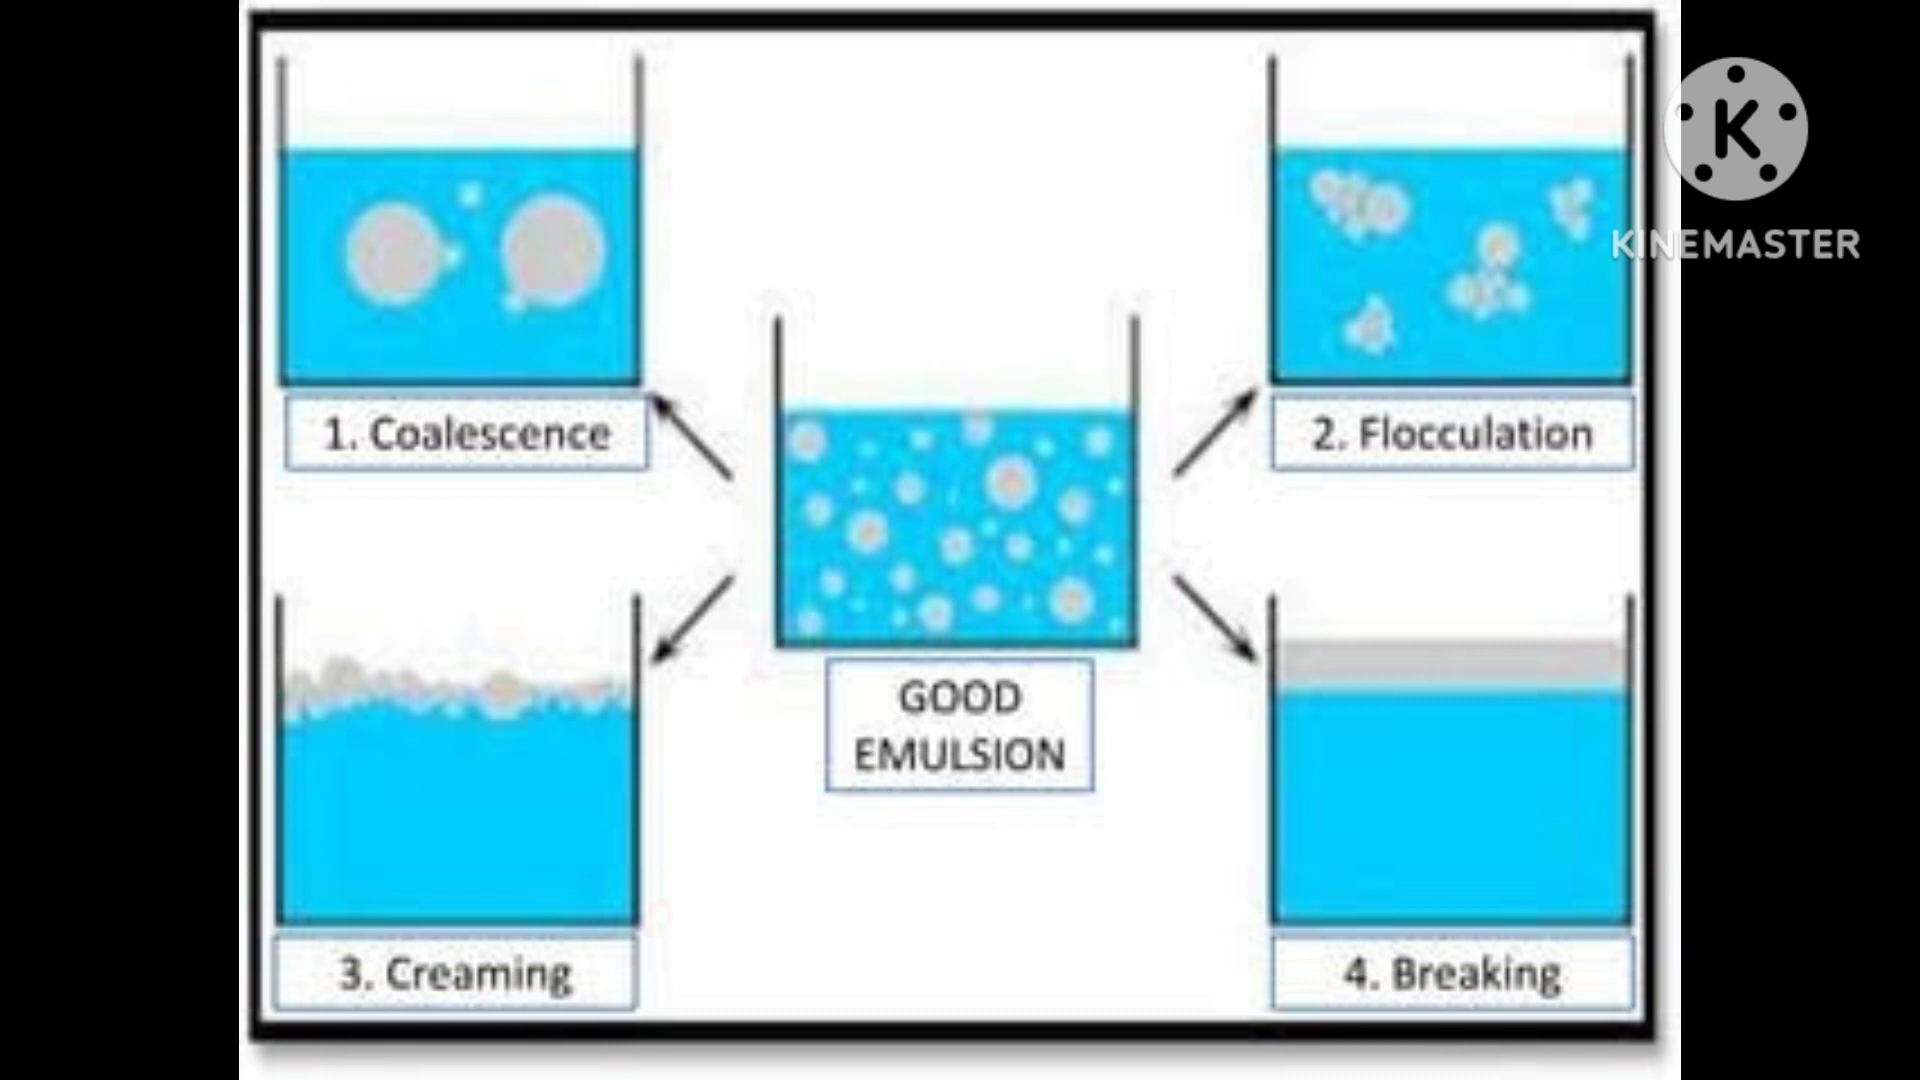 1. Coalescence
2. Flocculation
GOOD
EMULSION
3. Creaming
4. Breaking
K
KINEMASTER